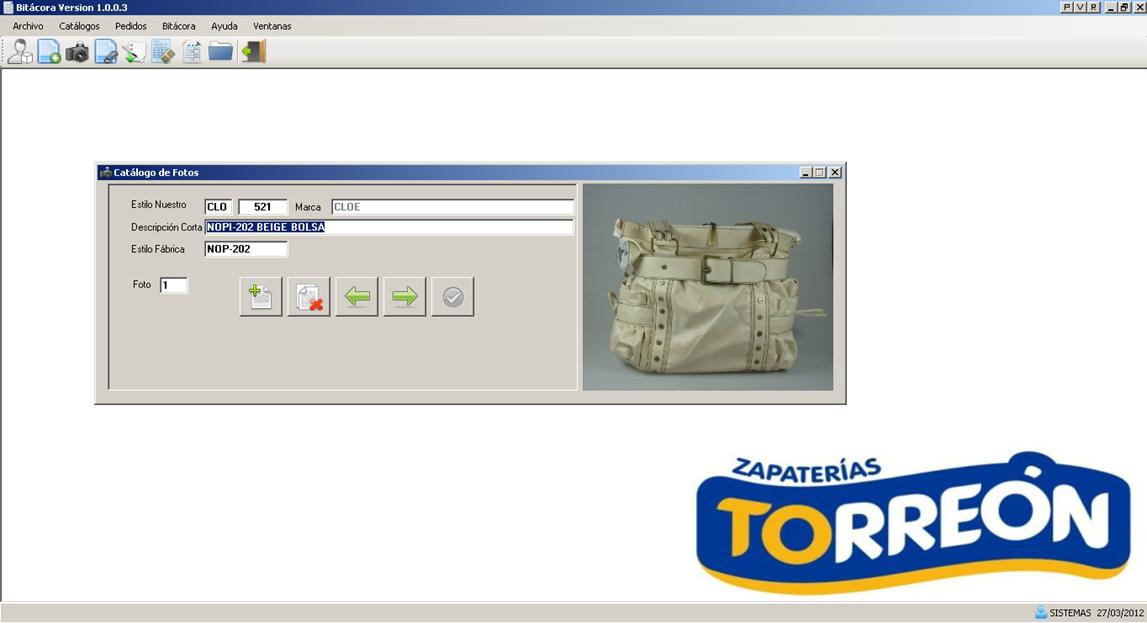 Bitácora Version 1.0.0.3
P V R
Archivo Catálogos Pedidos Bitácora Ayuda Ventanas
Catálogo de Fotos
Estilo Nuestro CLO 521 Marca CLOE
Descripción Corta NOPI-202 BEIGE BOLSA
Estilo Fábrica NOP-202
Foto 1
ZAPATERÍAS
TORREÓN
SISTEMAS 27/03/2012